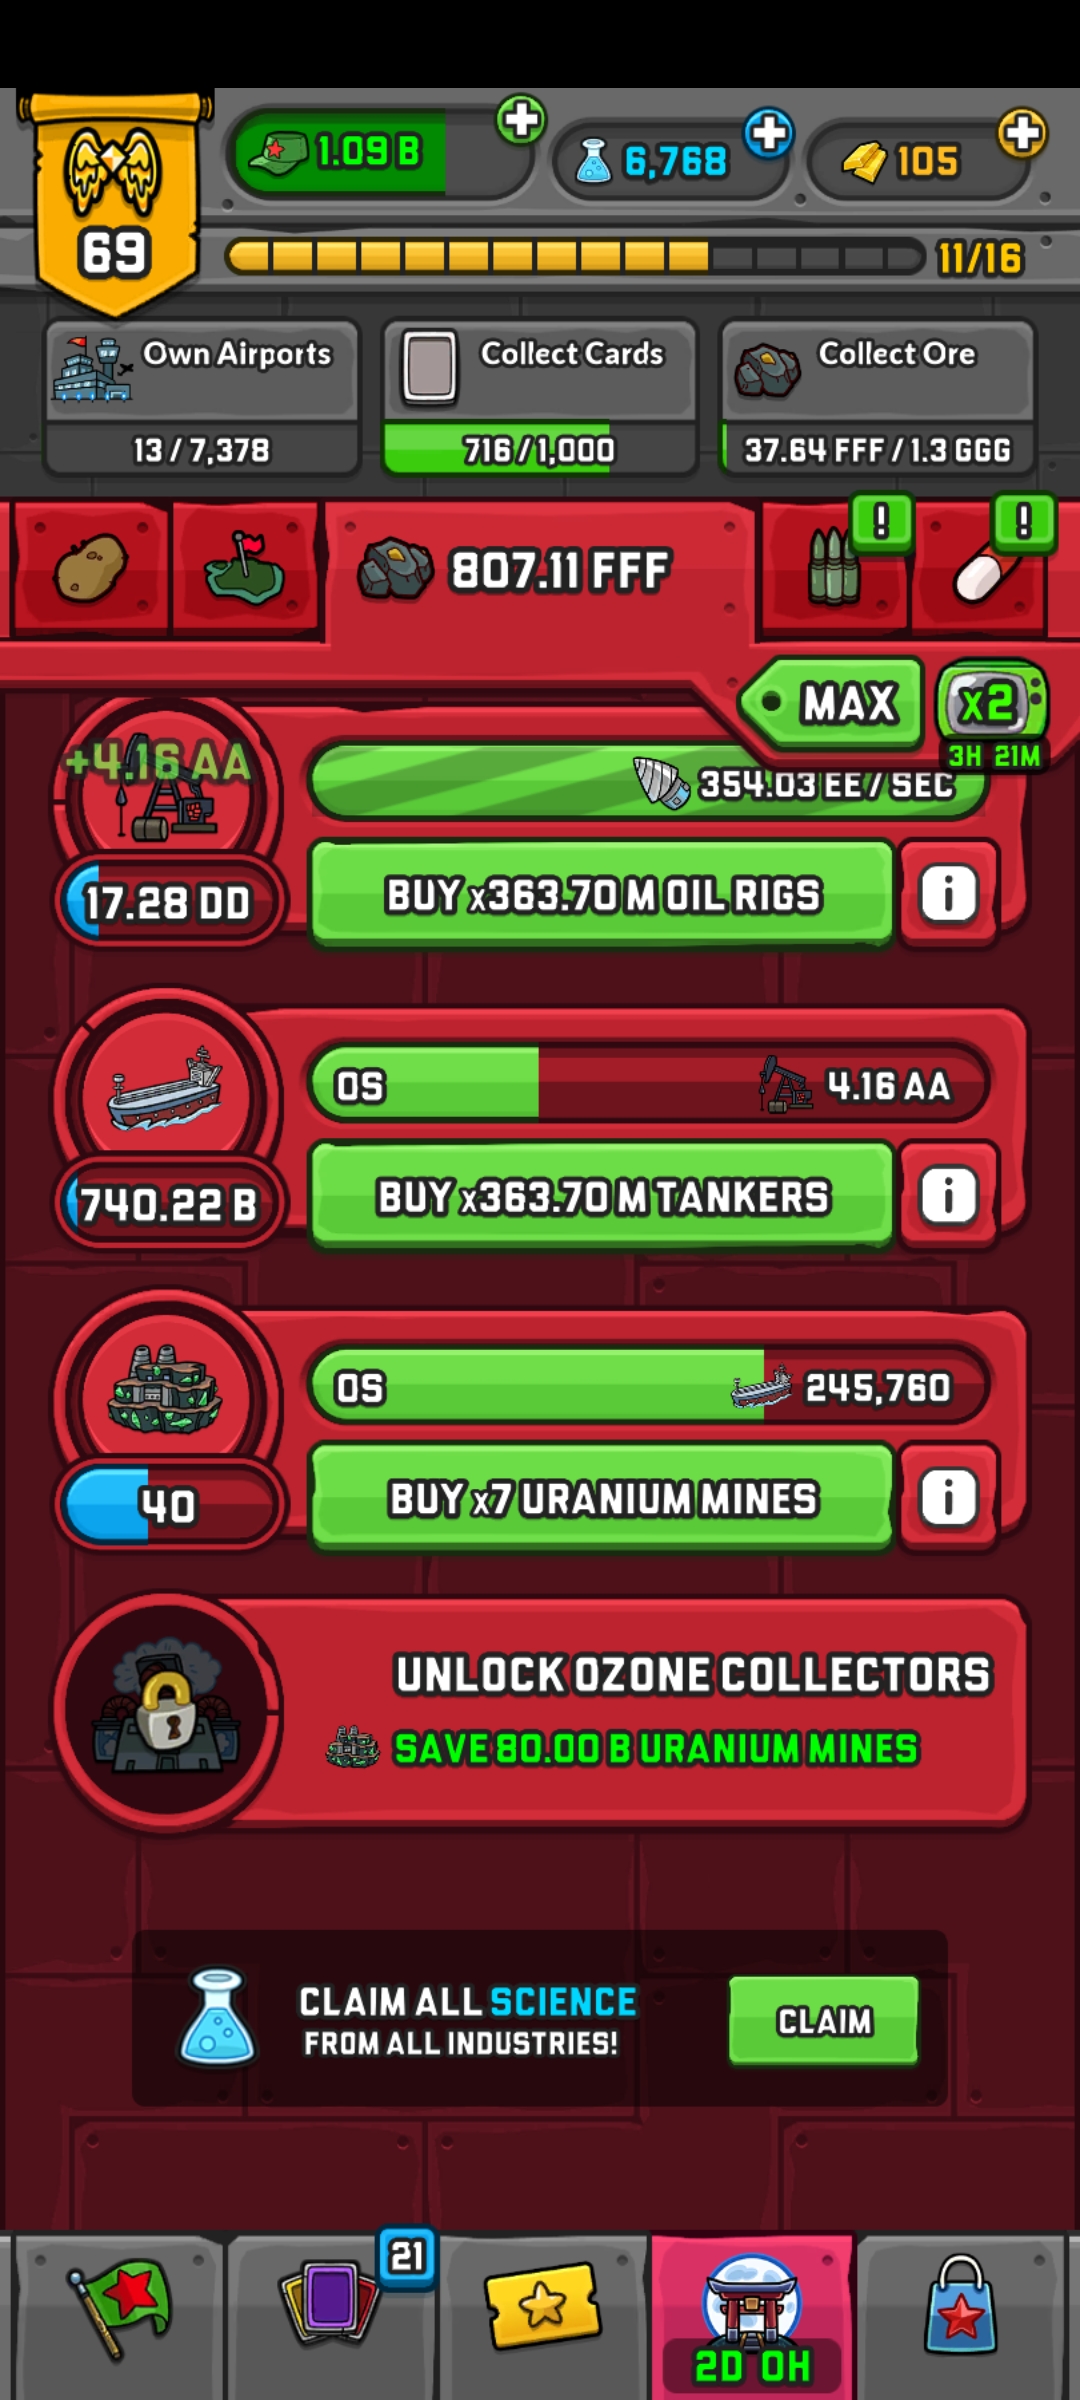 1.09 B
6,768
105
69
11/16
Own Airports
13 / 7,378
Collect Cards
716 / 1,000
Collect Ore
37.64 FFF / 1.3 GGG
807.11 FFF
!
!
MAX
x2
3H 21M
+4.16 AA
354.03 EE / SEC
17.28 DD
BUY x363.70 M OIL RIGS
i
0S
4.16 AA
740.22 B
BUY x363.70 M TANKERS
i
0S
245,760
40
BUY x7 URANIUM MINES
i
UNLOCK OZONE COLLECTORS
SAVE 80.00 B URANIUM MINES
CLAIM ALL SCIENCE
FROM ALL INDUSTRIES!
CLAIM
21
2D 0H